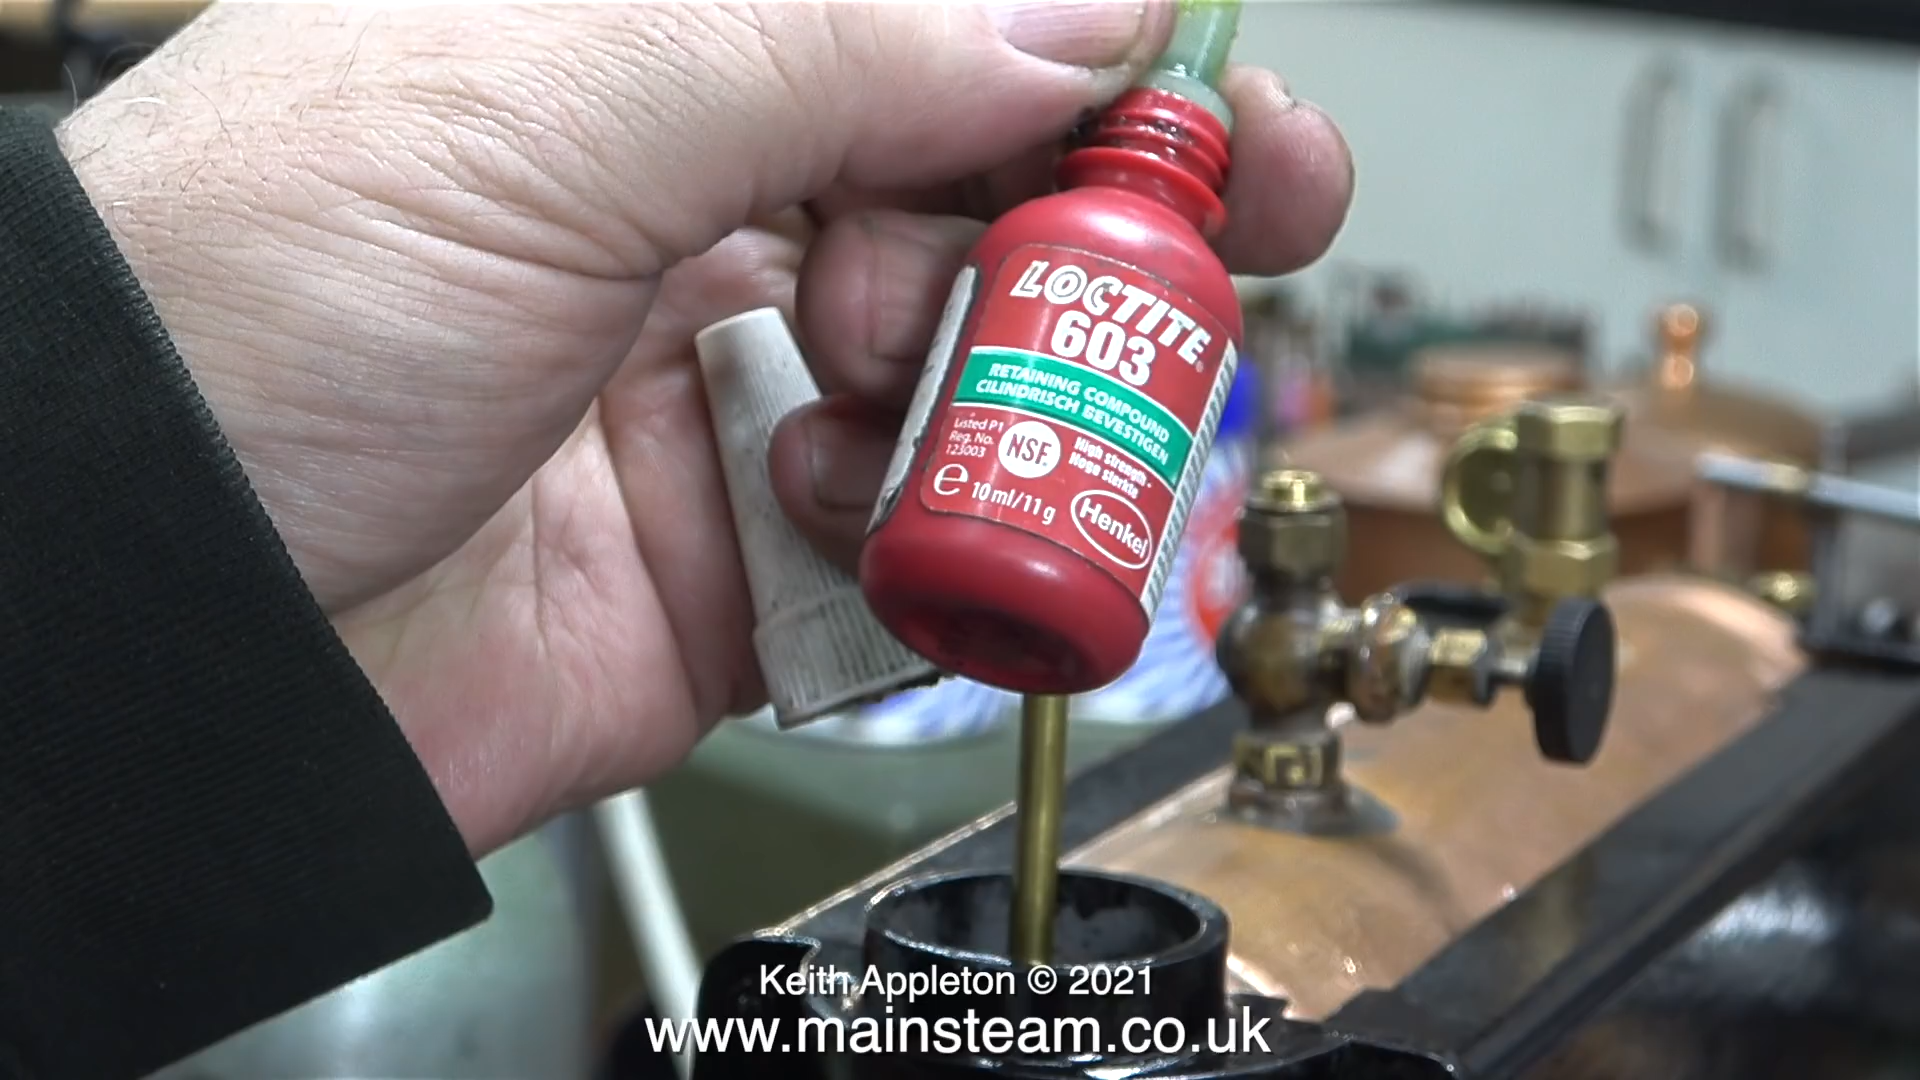 LOCTITE®
603
RETAINING COMPOUND
CILINDRISCH BEVESTIGEN
Listed P1
Reg. No.
123003
NSF.
High strength -
Hoge sterkte
℮ 10 ml/11 g
Henkel
Keith Appleton © 2021
www.mainsteam.co.uk